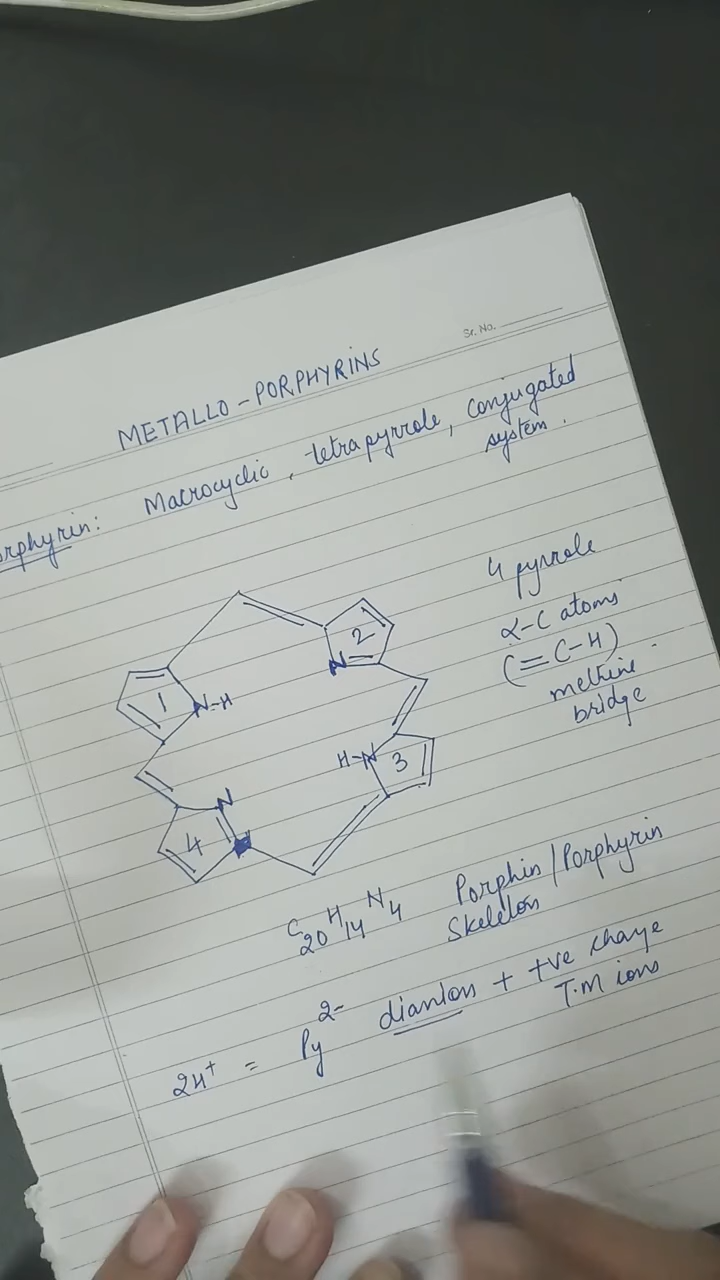 Sr. No.
METALLO-PORPHYRINS
orphyrin: Macrocyclic, tetrapyrrole, conjugated
system.
4 pyrrole
α-C atoms
(=C-H)
methine
bridge
1
N-H
2
N
H-N
3
N
4
C20H14N4 Porphin/Porphyrin
Skeleton
2H+ = Py2- dianion + +ve charge
T.M ions